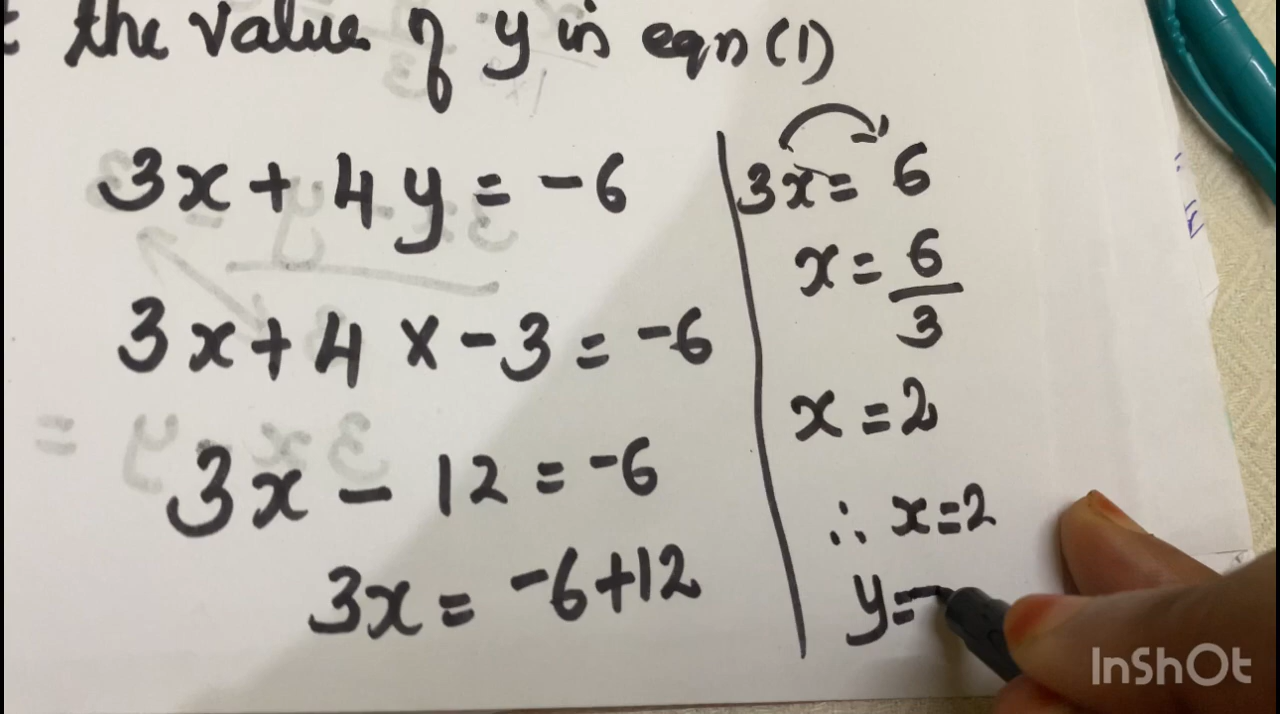 the value of y in eqn (1)
3x + 4y = -6
3x + 4 x -3 = -6
3x - 12 = -6
3x = -6+12
3x = 6
x = 6/3
x = 2
∴ x=2
y=-
InShOt